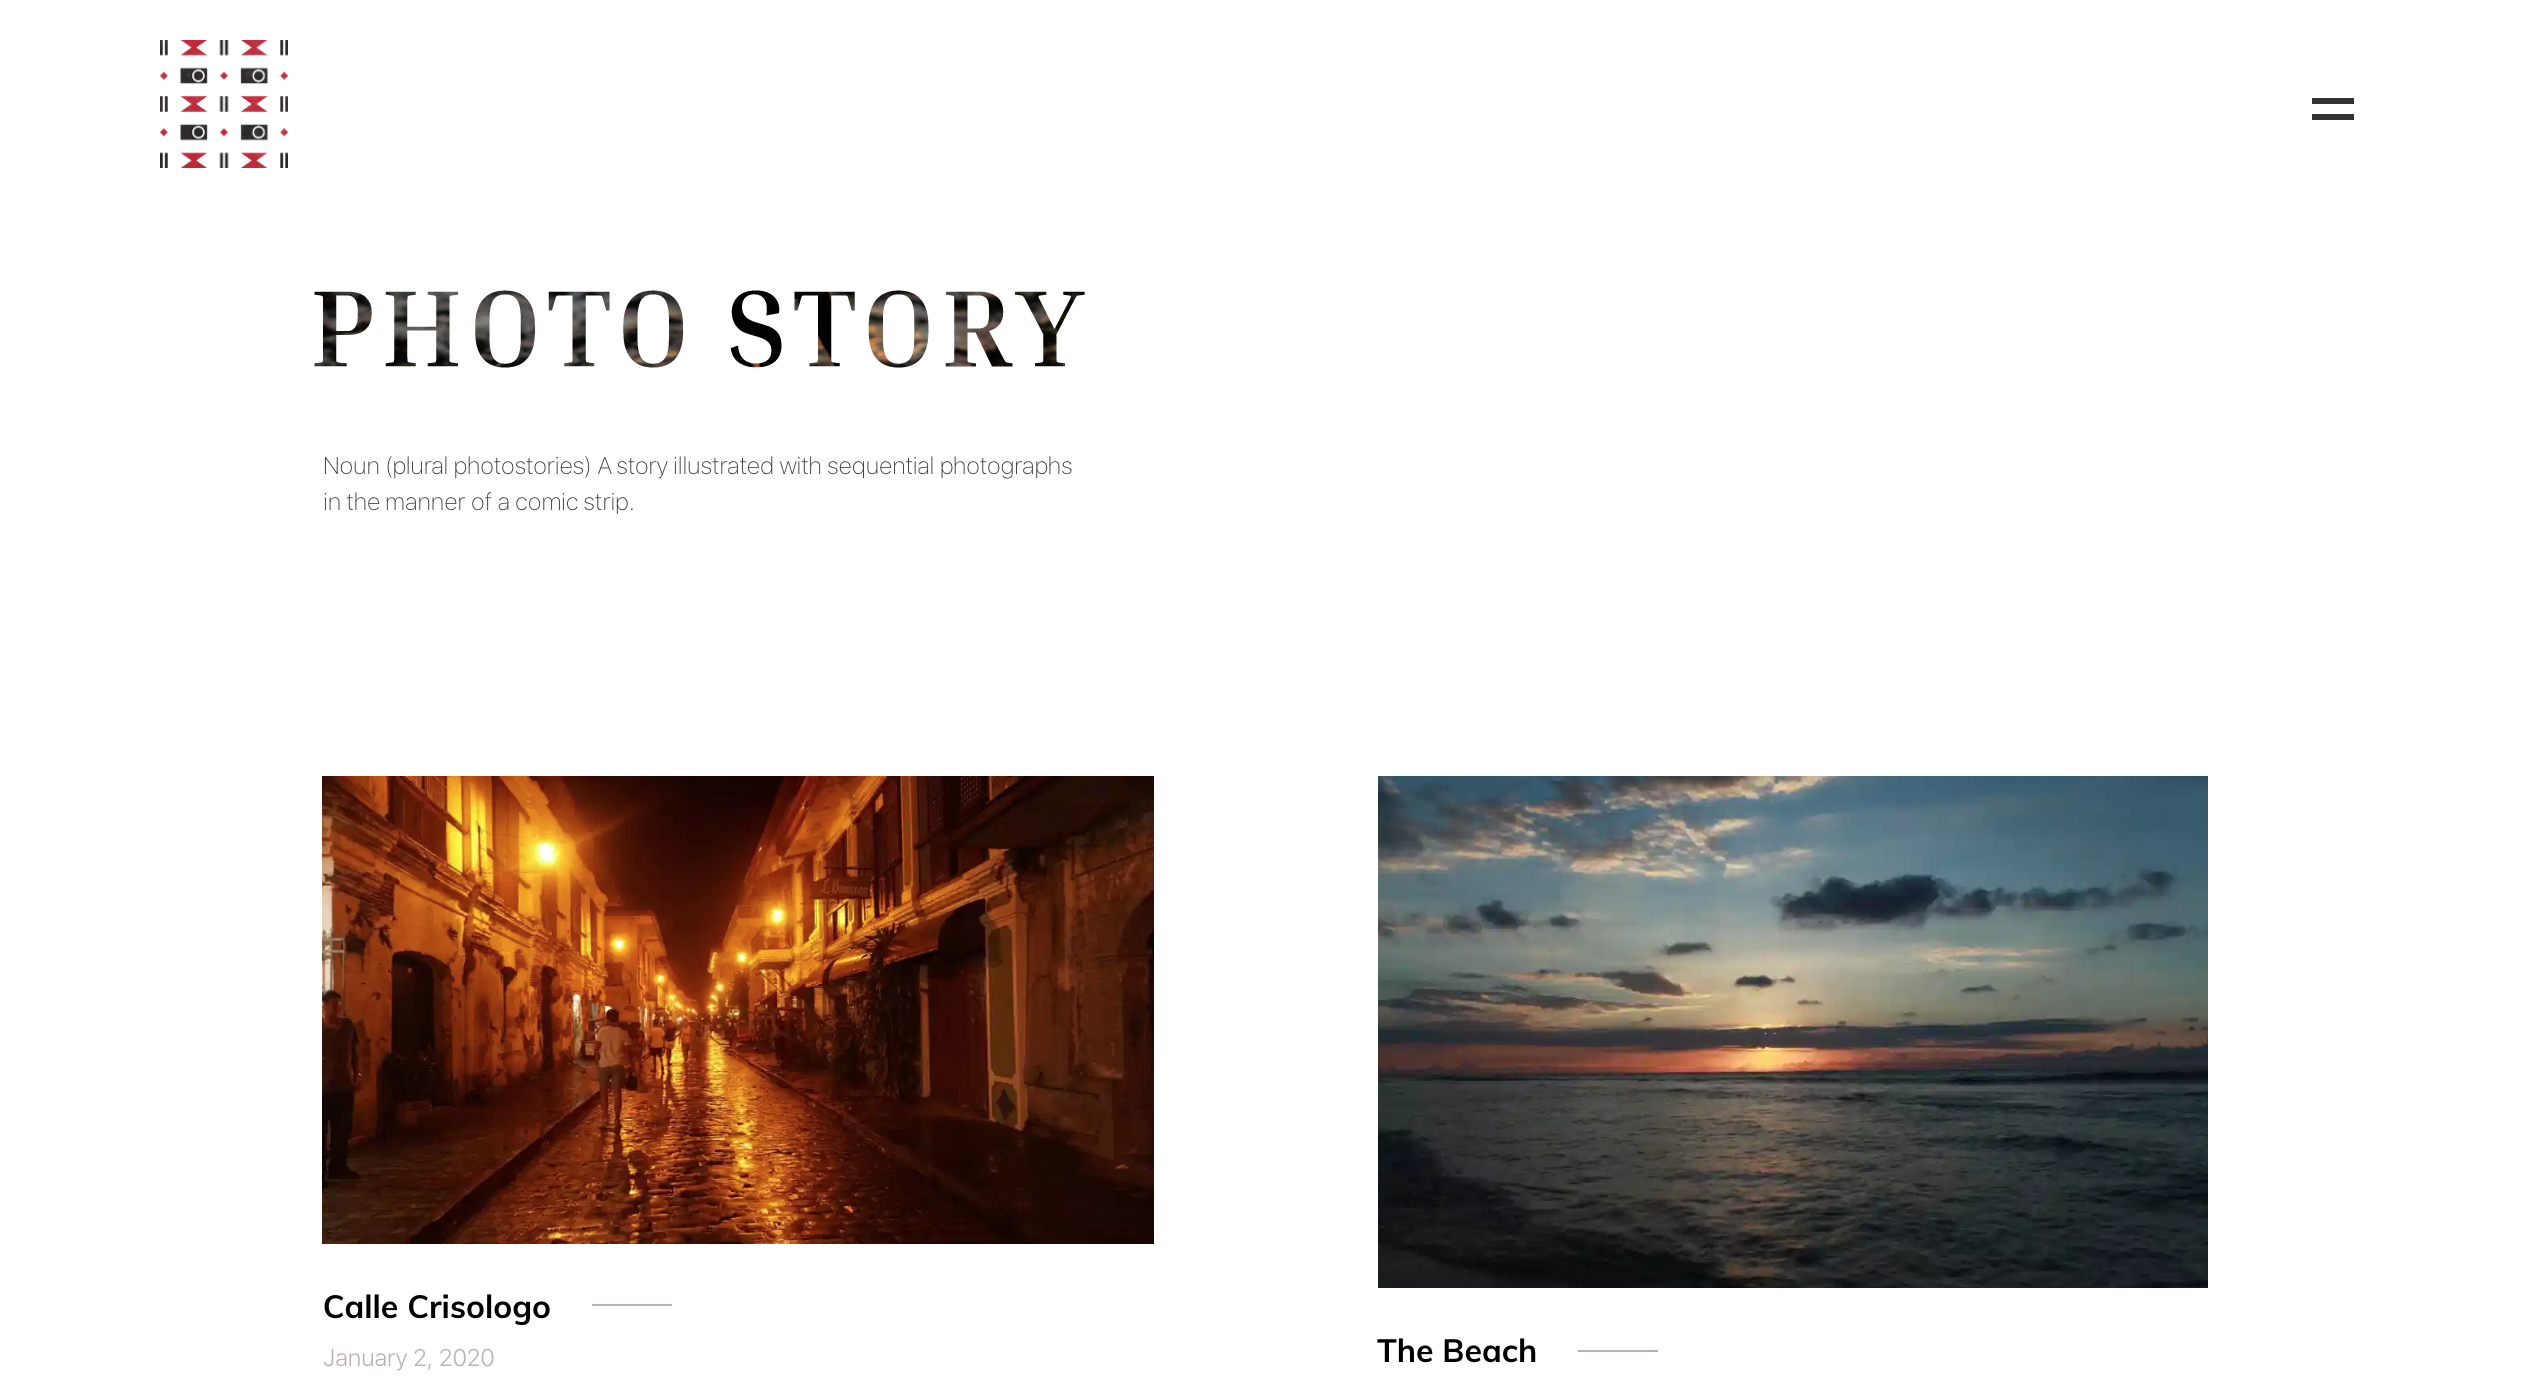 PHOTO STORY
Noun (plural photostories) A story illustrated with sequential photographs
in the manner of a comic strip.
Calle Crisologo
January 2, 2020
The Beach